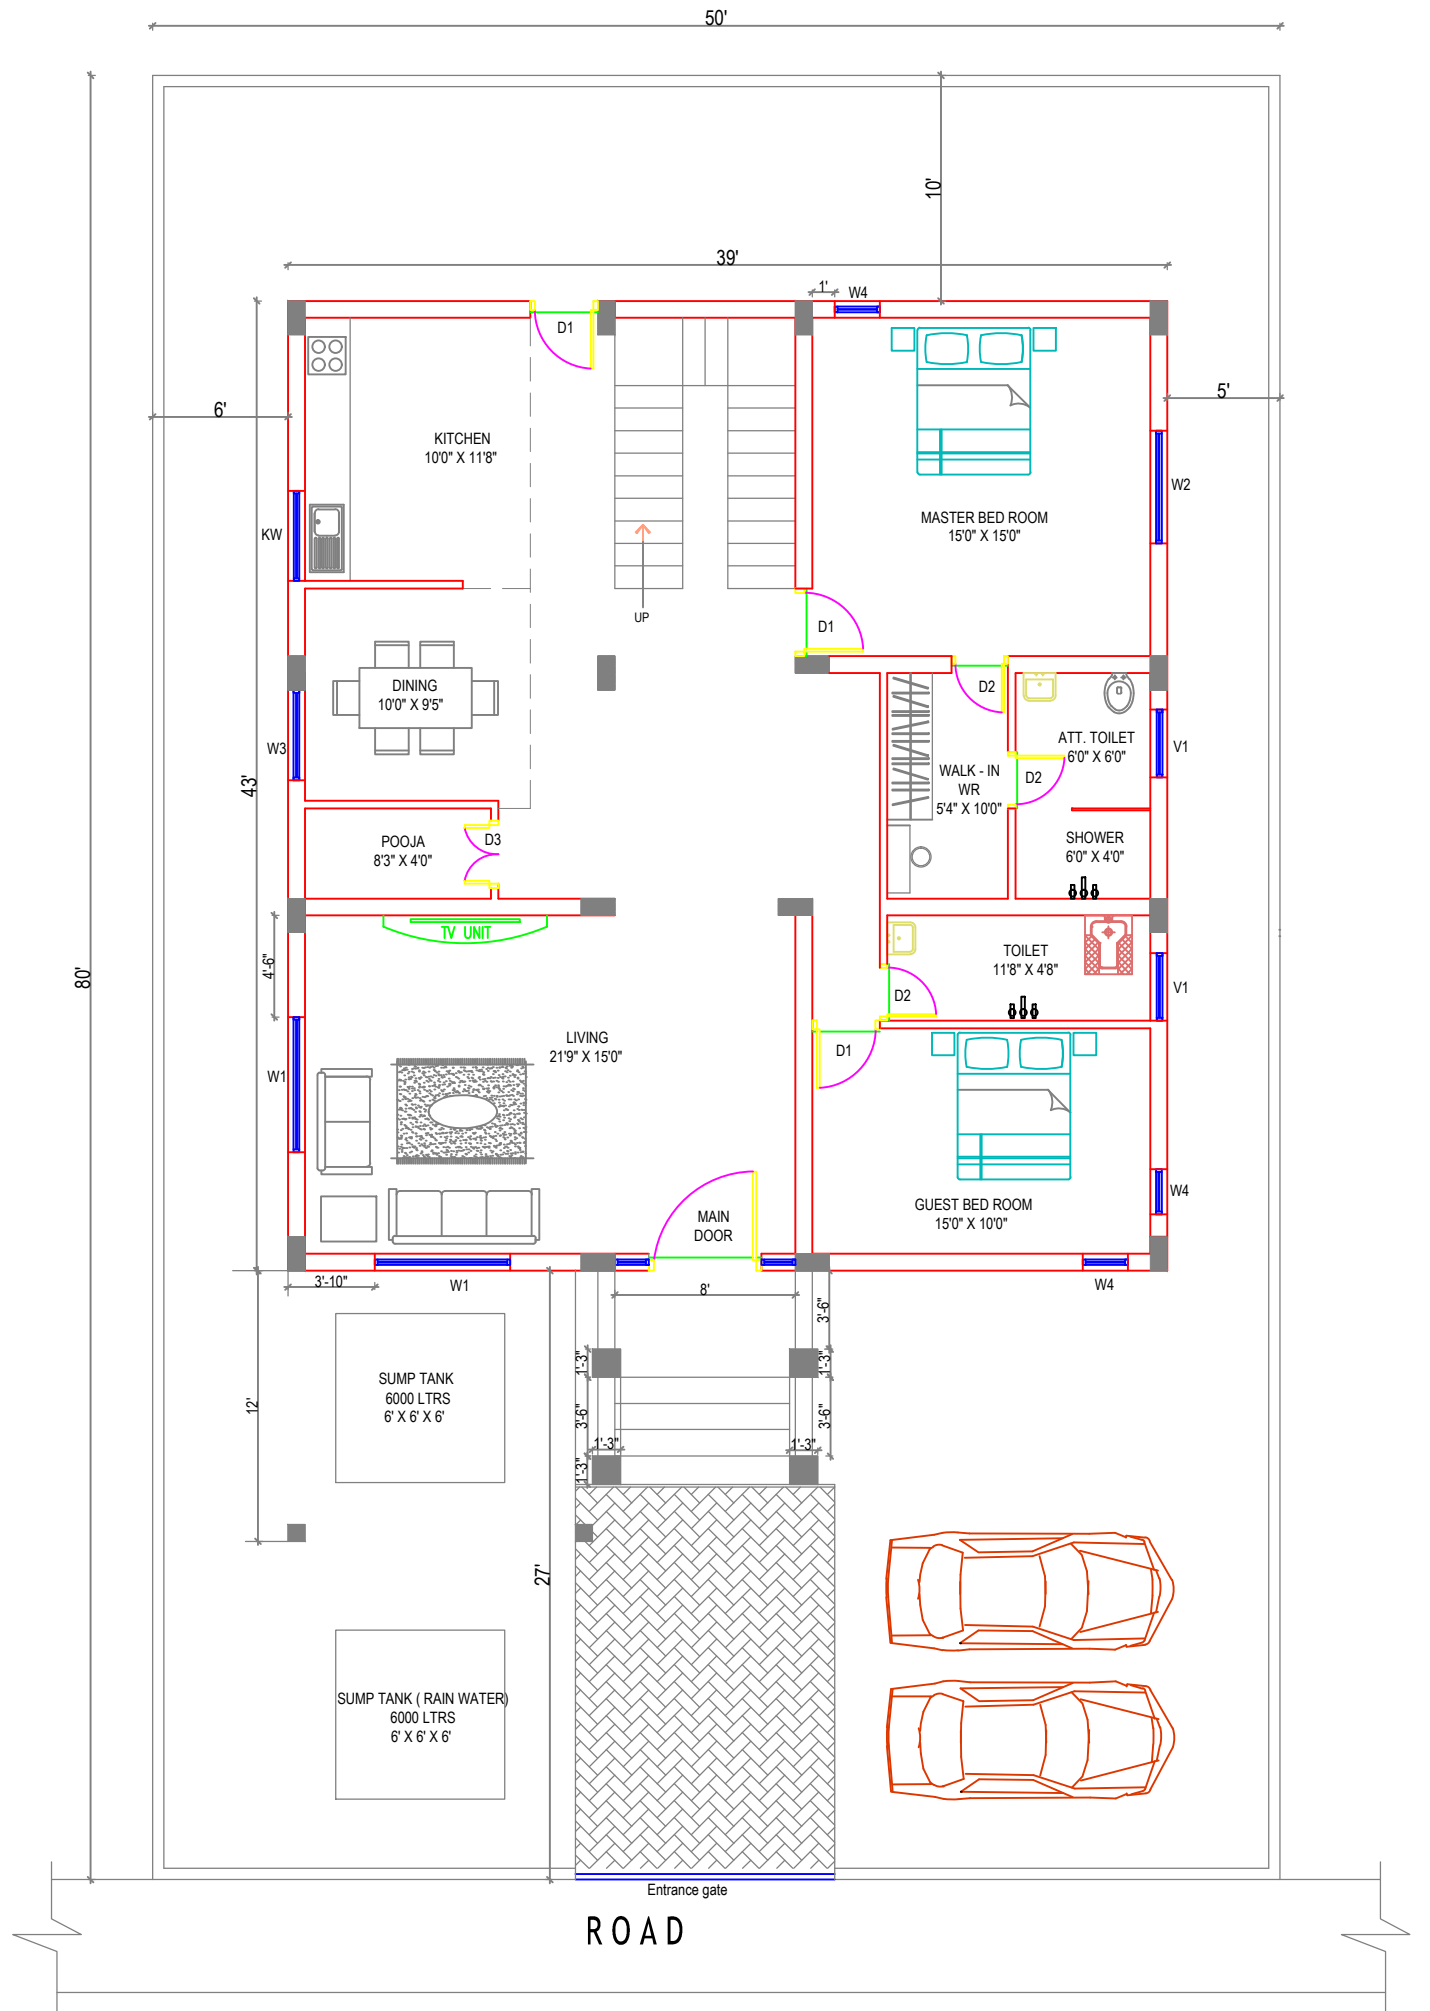 50'
10'
39'
1'
W4
D1
6'
5'
KITCHEN
10'0" X 11'8"
W2
MASTER BED ROOM
15'0" X 15'0"
KW
UP
D1
DINING
10'0" X 9'5"
D2
W3
ATT. TOILET
6'0" X 6'0"
V1
43'
WALK - IN
WR
5'4" X 10'0"
D2
POOJA
8'3" X 4'0"
D3
SHOWER
6'0" X 4'0"
TV UNIT
4'-6"
80'
TOILET
11'8" X 4'8"
V1
D2
LIVING
21'9" X 15'0"
D1
W1
GUEST BED ROOM
15'0" X 10'0"
W4
MAIN
DOOR
3'-10"
W1
8'
W4
3'-6"
1'-3"
1'-3"
SUMP TANK
6000 LTRS
6' X 6' X 6'
12'
3'-6"
3'-6"
1'-3"
1'-3"
1'-3"
27'
SUMP TANK ( RAIN WATER)
6000 LTRS
6' X 6' X 6'
Entrance gate
ROAD